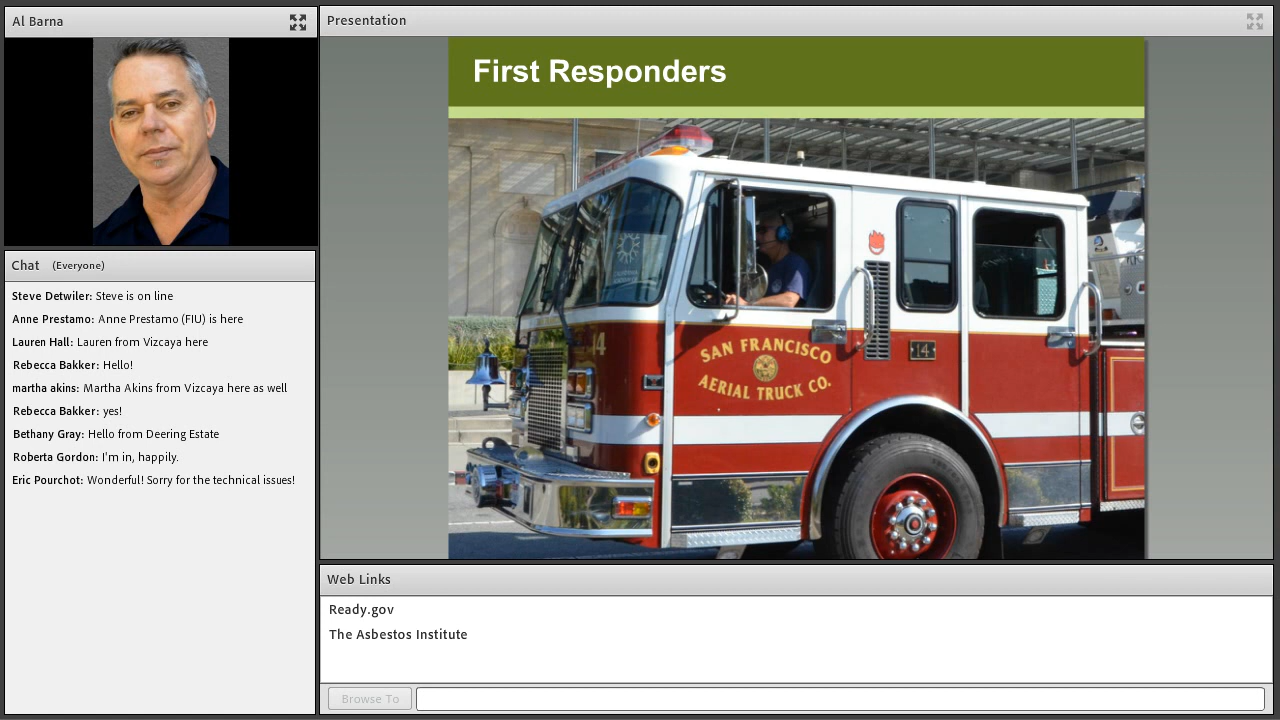 Al Barna
Presentation
First Responders
14
SAN FRANCISCO
AERIAL TRUCK CO.
14
Chat (Everyone)
Steve Detwiler: Steve is on line
Anne Prestamo: Anne Prestamo (FIU) is here
Lauren Hall: Lauren from Vizcaya here
Rebecca Bakker: Hello!
martha akins: Martha Akins from Vizcaya here as well
Rebecca Bakker: yes!
Bethany Gray: Hello from Deering Estate
Roberta Gordon: I'm in, happily.
Eric Pourchot: Wonderful! Sorry for the technical issues!
Web Links
Ready.gov
The Asbestos Institute
Browse To